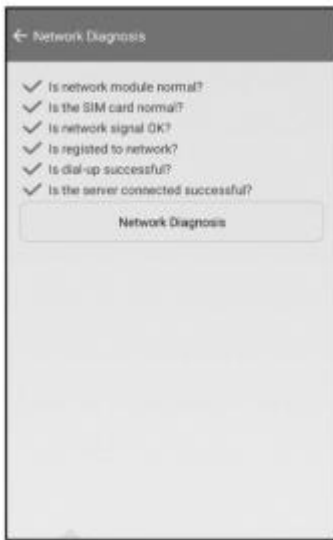 Network Diagnosis
Is network module normal?
Is the SIM card normal?
Is network signal OK?
Is registed to network?
Is dial-up successful?
Is the server connected successful?
Network Diagnosis